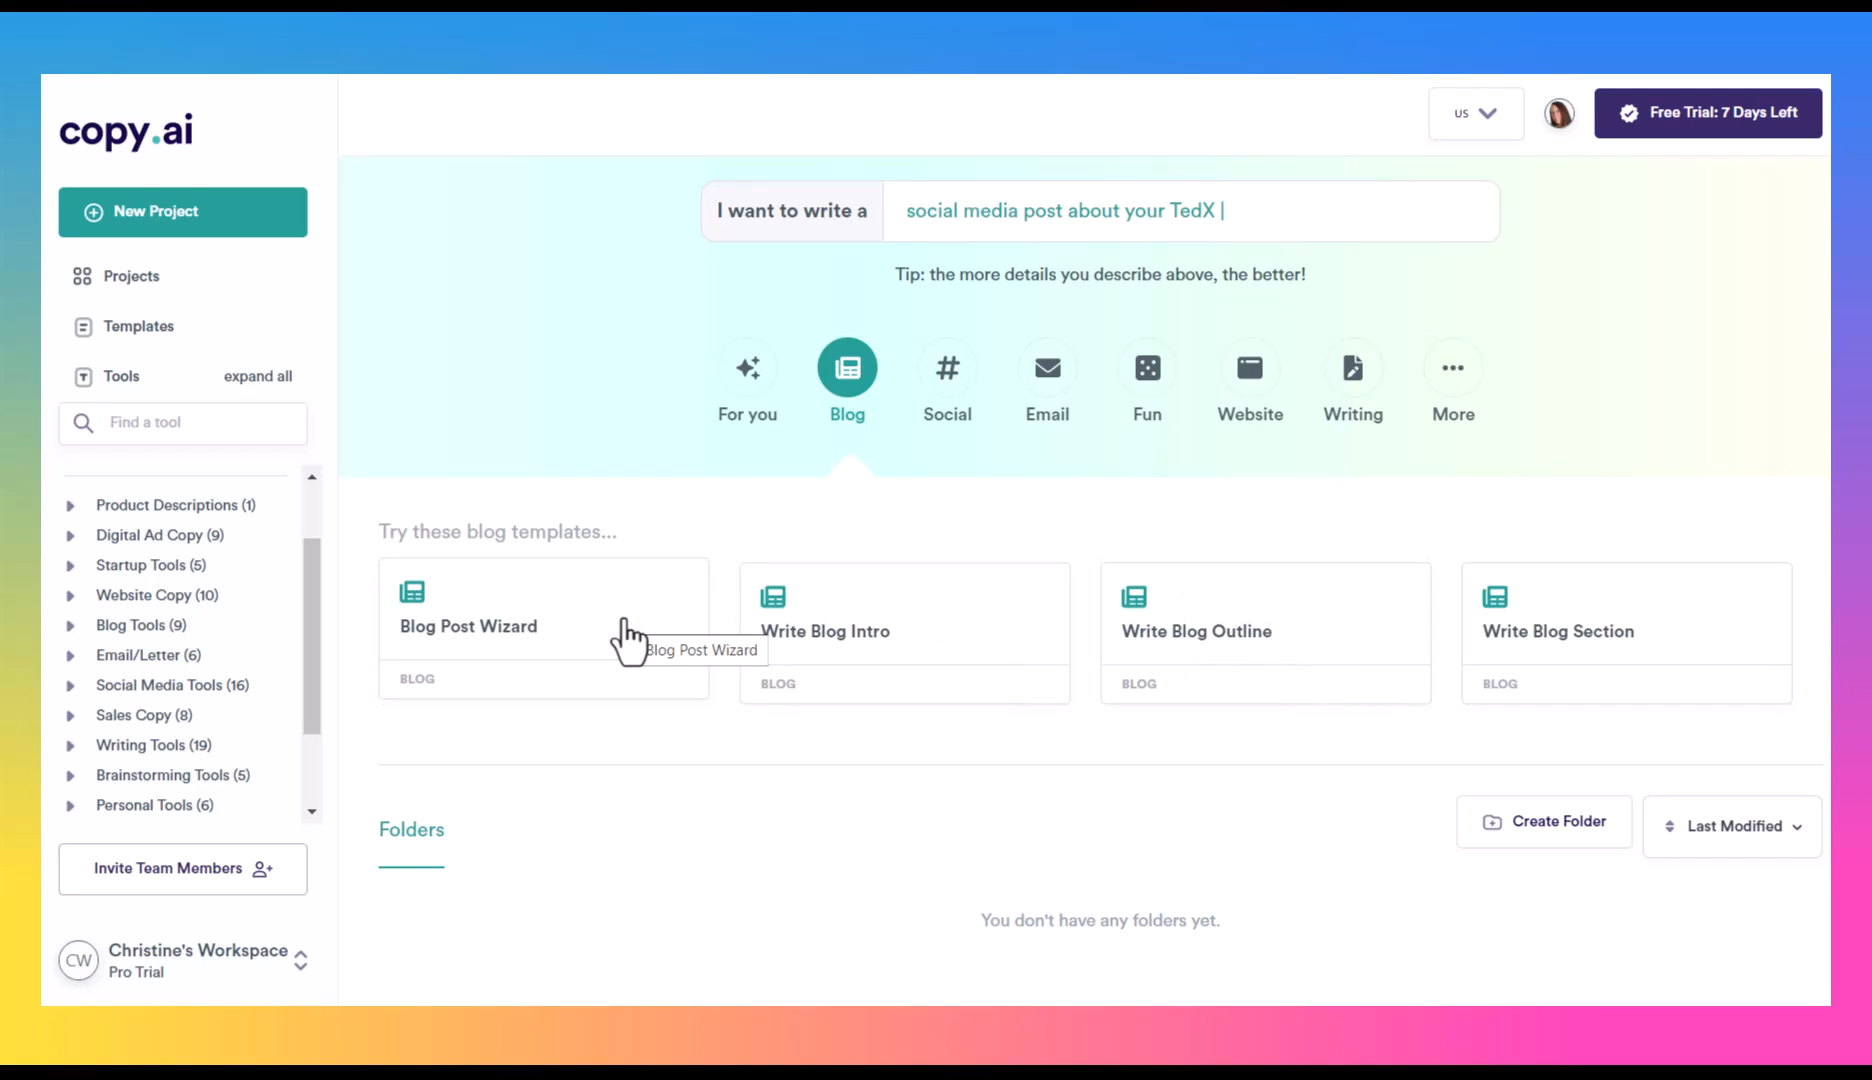 copy.ai
New Project
Projects
Templates
Tools
expand all
Find a tool
Product Descriptions (1)
Digital Ad Copy (9)
Startup Tools (5)
Website Copy (10)
Blog Tools (9)
Email/Letter (6)
Social Media Tools (16)
Sales Copy (8)
Writing Tools (19)
Brainstorming Tools (5)
Personal Tools (6)
Invite Team Members
CW
Christine's Workspace
Pro Trial
US
Free Trial: 7 Days Left
I want to write a
social media post about your TedX |
Tip: the more details you describe above, the better!
For you
Blog
Social
Email
Fun
Website
Writing
More
Try these blog templates...
Blog Post Wizard
BLOG
Blog Post Wizard
Write Blog Intro
BLOG
Write Blog Outline
BLOG
Write Blog Section
BLOG
Folders
Create Folder
Last Modified
You don't have any folders yet.